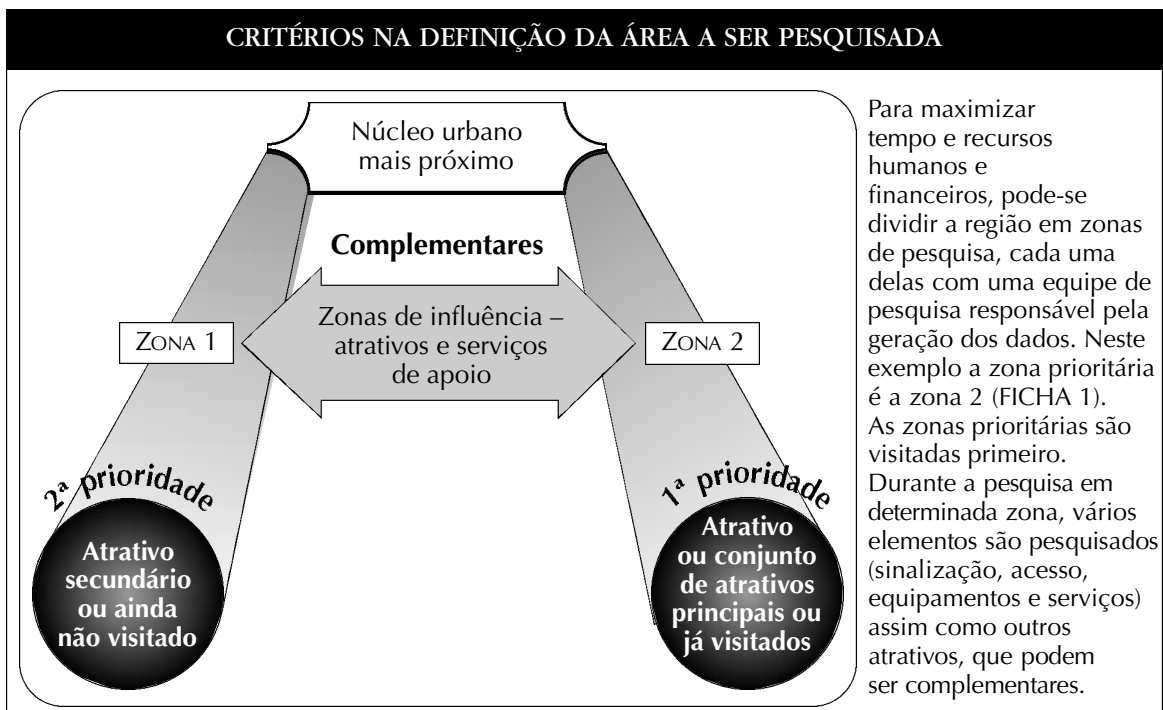 CRITÉRIOS NA DEFINIÇÃO DA ÁREA A SER PESQUISADA
Núcleo urbano
mais próximo
Complementares
Zonas de influência –
atrativos e serviços
de apoio
ZONA 1
ZONA 2
2ª prioridade
Atrativo
secundário
ou ainda
não visitado
1ª prioridade
Atrativo
ou conjunto
de atrativos
principais ou
já visitados
Para maximizar
tempo e recursos
humanos e
financeiros, pode-se
dividir a região em zonas
de pesquisa, cada uma
delas com uma equipe de
pesquisa responsável pela
geração dos dados. Neste
exemplo a zona prioritária
é a zona 2 (FICHA 1).
As zonas prioritárias são
visitadas primeiro.
Durante a pesquisa em
determinada zona, vários
elementos são pesquisados
(sinalização, acesso,
equipamentos e serviços)
assim como outros
atrativos, que podem
ser complementares.